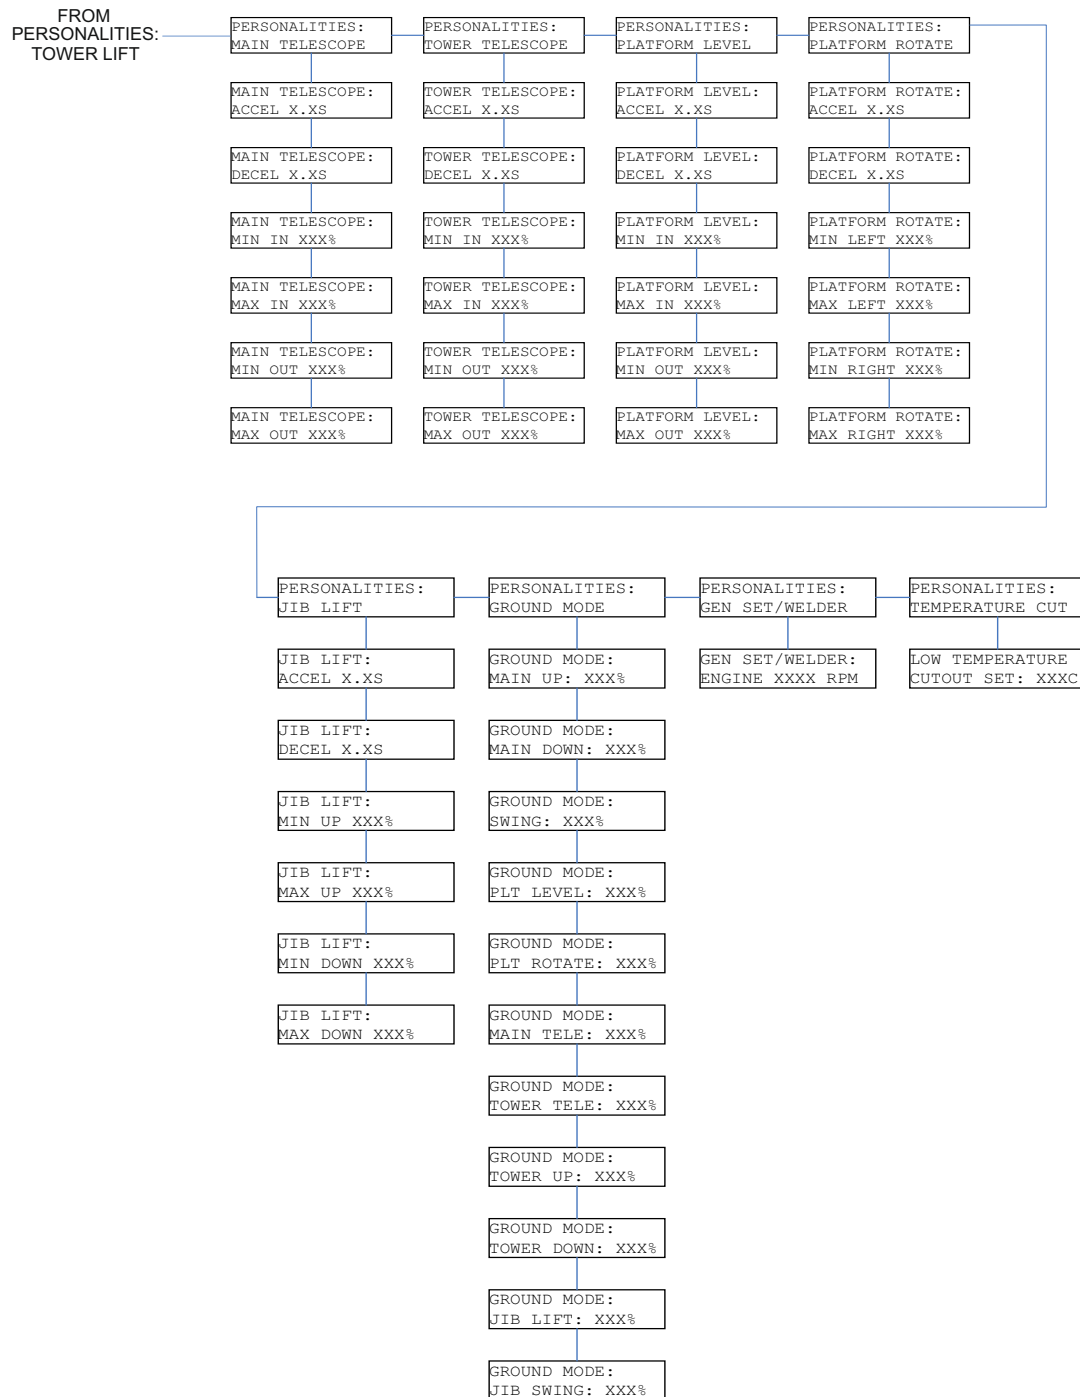 FROM
PERSONALITIES:
TOWER LIFT
PERSONALITIES:
MAIN TELESCOPE
PERSONALITIES:
TOWER TELESCOPE
PERSONALITIES:
PLATFORM LEVEL
PERSONALITIES:
PLATFORM ROTATE
MAIN TELESCOPE:
ACCEL X.XS
TOWER TELESCOPE:
ACCEL X.XS
PLATFORM LEVEL:
ACCEL X.XS
PLATFORM ROTATE:
ACCEL X.XS
MAIN TELESCOPE:
DECEL X.XS
TOWER TELESCOPE:
DECEL X.XS
PLATFORM LEVEL:
DECEL X.XS
PLATFORM ROTATE:
DECEL X.XS
MAIN TELESCOPE:
MIN IN XXX%
TOWER TELESCOPE:
MIN IN XXX%
PLATFORM LEVEL:
MIN IN XXX%
PLATFORM ROTATE:
MIN LEFT XXX%
MAIN TELESCOPE:
MAX IN XXX%
TOWER TELESCOPE:
MAX IN XXX%
PLATFORM LEVEL:
MAX IN XXX%
PLATFORM ROTATE:
MAX LEFT XXX%
MAIN TELESCOPE:
MIN OUT XXX%
TOWER TELESCOPE:
MIN OUT XXX%
PLATFORM LEVEL:
MIN OUT XXX%
PLATFORM ROTATE:
MIN RIGHT XXX%
MAIN TELESCOPE:
MAX OUT XXX%
TOWER TELESCOPE:
MAX OUT XXX%
PLATFORM LEVEL:
MAX OUT XXX%
PLATFORM ROTATE:
MAX RIGHT XXX%
PERSONALITIES:
JIB LIFT
PERSONALITIES:
GROUND MODE
PERSONALITIES:
GEN SET/WELDER
PERSONALITIES:
TEMPERATURE CUT
JIB LIFT:
ACCEL X.XS
GROUND MODE:
MAIN UP: XXX%
GEN SET/WELDER:
ENGINE XXXX RPM
LOW TEMPERATURE
CUTOUT SET: XXXC
JIB LIFT:
DECEL X.XS
GROUND MODE:
MAIN DOWN: XXX%
JIB LIFT:
MIN UP XXX%
GROUND MODE:
SWING: XXX%
JIB LIFT:
MAX UP XXX%
GROUND MODE:
PLT LEVEL: XXX%
JIB LIFT:
MIN DOWN XXX%
GROUND MODE:
PLT ROTATE: XXX%
JIB LIFT:
MAX DOWN XXX%
GROUND MODE:
MAIN TELE: XXX%
GROUND MODE:
TOWER TELE: XXX%
GROUND MODE:
TOWER UP: XXX%
GROUND MODE:
TOWER DOWN: XXX%
GROUND MODE:
JIB LIFT: XXX%
GROUND MODE:
JIB SWING: XXX%